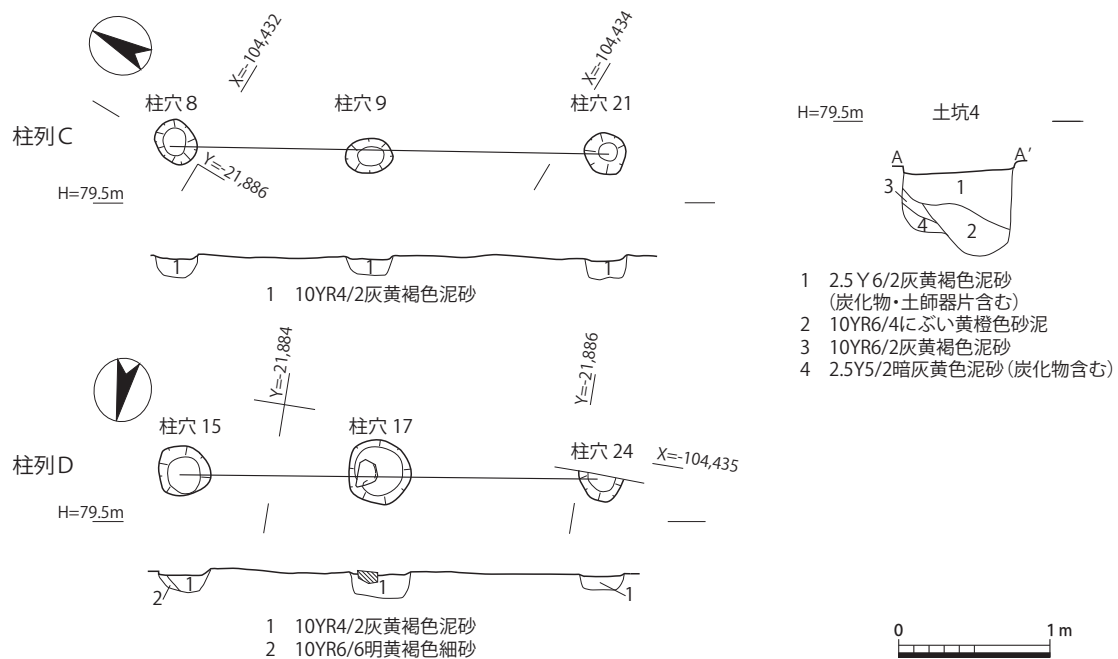 X=-104,432
X=-104,434
柱穴 8
柱穴 9
柱穴 21
柱列C
Y=-21,886
H=79.5m
1
1
1
1 10YR4/2灰黄褐色泥砂
Y=-21,884
Y=-21,886
柱穴 15
柱穴 17
柱穴 24
X=-104,435
柱列D
H=79.5m
1
2
1
1
1 10YR4/2灰黄褐色泥砂
2 10YR6/6明黄褐色細砂
H=79.5m
土坑4
A
A'
3
1
4
2
1 2.5 Y 6/2灰黄褐色泥砂
(炭化物・土師器片含む)
2 10YR6/4にぶい黄橙色砂泥
3 10YR6/2灰黄褐色泥砂
4 2.5Y5/2暗灰黄色泥砂 (炭化物含む)
0
1 m